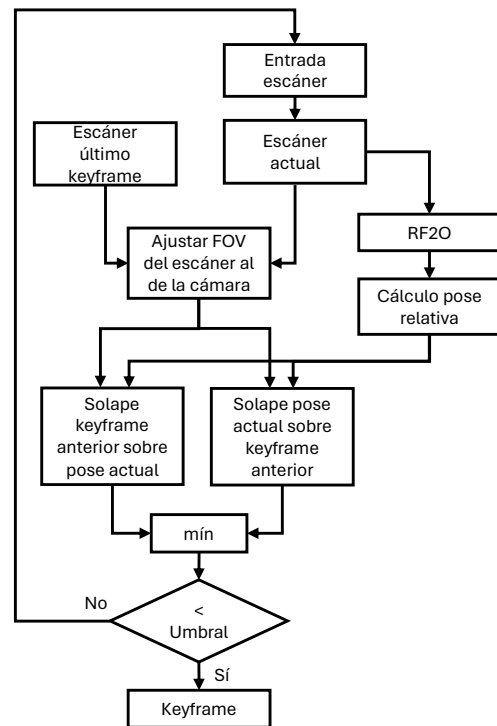 Entrada
escáner
Escáner
último
keyframe
Escáner
actual
RF2O
Ajustar FOV
del escáner al
de la cámara
Cálculo pose
relativa
Solape
keyframe
anterior sobre
pose actual
Solape pose
actual sobre
keyframe
anterior
mín
No
<
Umbral
Sí
Keyframe